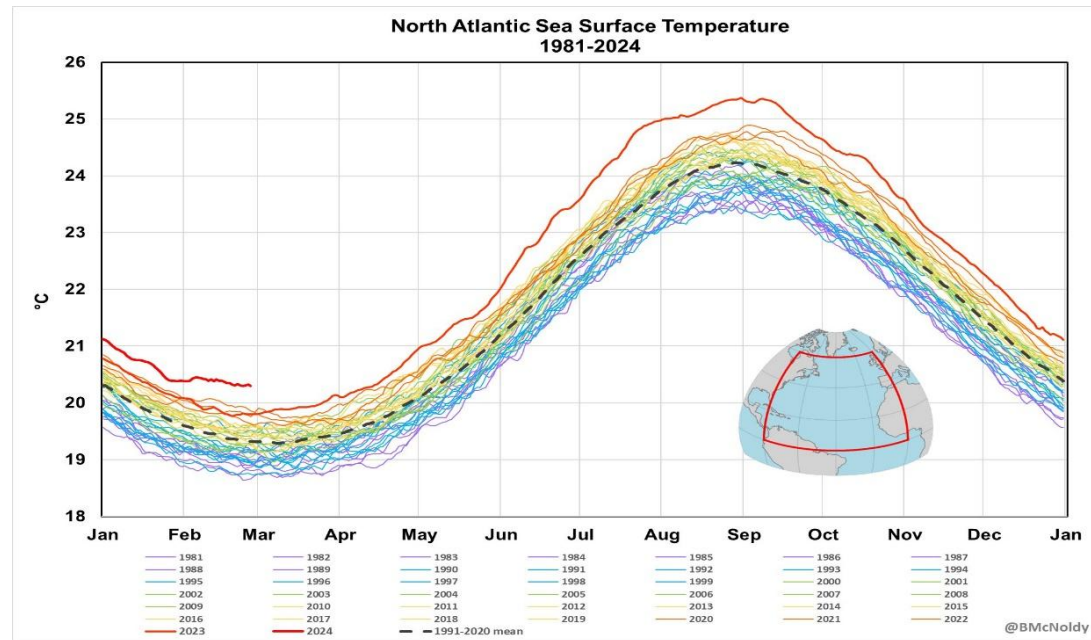 North Atlantic Sea Surface Temperature
1981-2024
26
25
24
23
22
21
20
19
18
°C
Jan Feb Mar Apr May Jun Jul Aug Sep Oct Nov Dec Jan
1981 1982 1983 1984 1985 1986 1987
1988 1989 1990 1991 1992 1993 1994
1995 1996 1997 1998 1999 2000 2001
2002 2003 2004 2005 2006 2007 2008
2009 2010 2011 2012 2013 2014 2015
2016 2017 2018 2019 2020 2021 2022
2023 2024 1991-2020 mean
@BMcNoldy